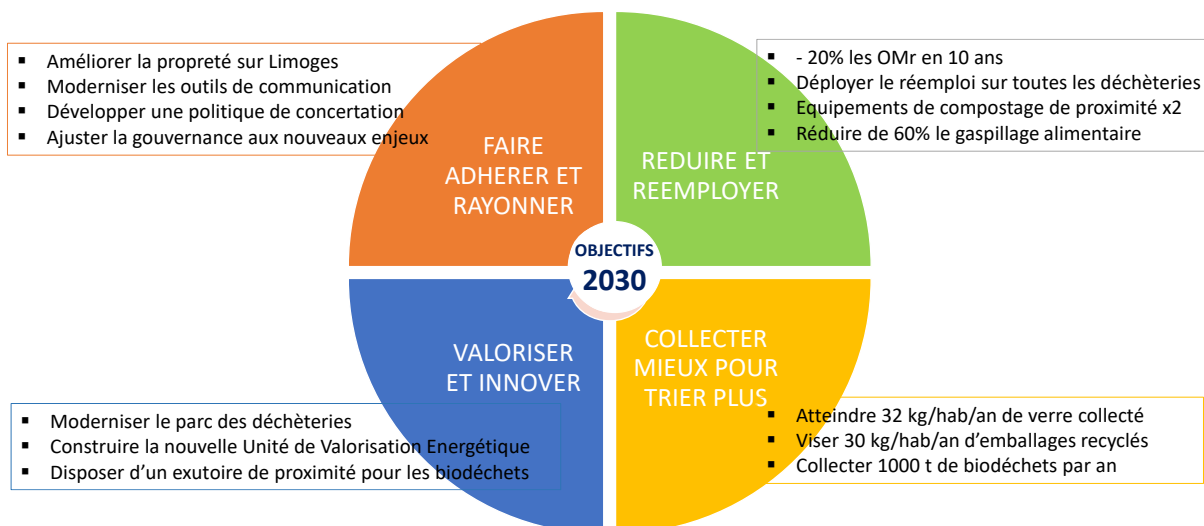 Améliorer la propreté sur Limoges
Moderniser les outils de communication
Développer une politique de concertation
Ajuster la gouvernance aux nouveaux enjeux
FAIRE
ADHERER ET
RAYONNER
- 20% les OMr en 10 ans
Déployer le réemploi sur toutes les déchèteries
Equipements de compostage de proximité x2
Réduire de 60% le gaspillage alimentaire
REDUIRE ET
REEMPLOYER
OBJECTIFS
2030
VALORISER
ET INNOVER
Moderniser le parc des déchèteries
Construire la nouvelle Unité de Valorisation Energétique
Disposer d'un exutoire de proximité pour les biodéchets
COLLECTER
MIEUX POUR
TRIER PLUS
Atteindre 32 kg/hab/an de verre collecté
Viser 30 kg/hab/an d'emballages recyclés
Collecter 1000 t de biodéchets par an